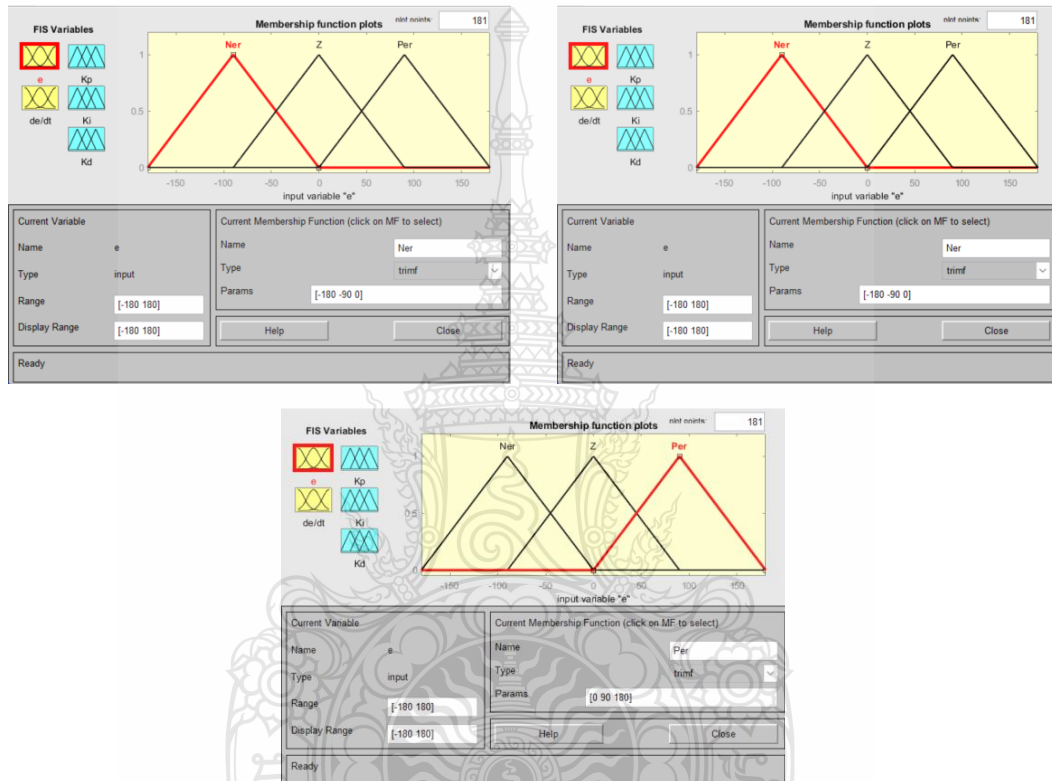 FIS Variables
Membership function plots
plot points:
181
Ner
Z
Per
e
Kp
de/dt
Ki
Kd
1
0.5
0
-150
-100
-50
0
50
100
150
input variable "e"
Current Variable
Current Membership Function (click on MF to select)
Name
e
Name
Ner
Type
input
Type
trimf
Range
[-180 180]
Params
[-180 -90 0]
Display Range
[-180 180]
Help
Close
Ready
FIS Variables
Membership function plots
plot points:
181
Ner
Z
Per
e
Kp
de/dt
Ki
Kd
1
0.5
0
-150
-100
-50
0
50
100
150
input variable "e"
Current Variable
Current Membership Function (click on MF to select)
Name
e
Name
Ner
Type
input
Type
trimf
Range
[-180 180]
Params
[-180 -90 0]
Display Range
[-180 180]
Help
Close
Ready
FIS Variables
Membership function plots
plot points:
181
Ner
Z
Per
e
Kp
de/dt
Ki
Kd
1
0.5
0
-150
-100
-50
0
50
100
150
input variable "e"
Current Variable
Current Membership Function (click on MF to select)
Name
e
Name
Per
Type
input
Type
trimf
Range
[-180 180]
Params
[0 90 180]
Display Range
[-180 180]
Help
Close
Ready